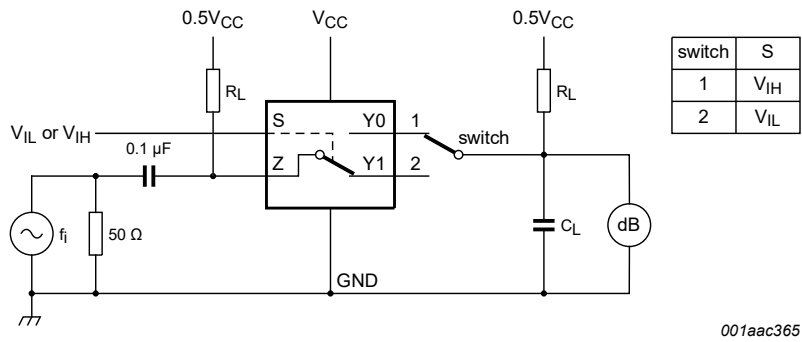 0.5VCC
VCC
0.5VCC
switch S
1 VIH
2 VIL
RL
RL
VIL or VIH
S
Y0
1
switch
0.1 µF
Z
Y1
2
fi
50 Ω
CL
dB
GND
001aac365